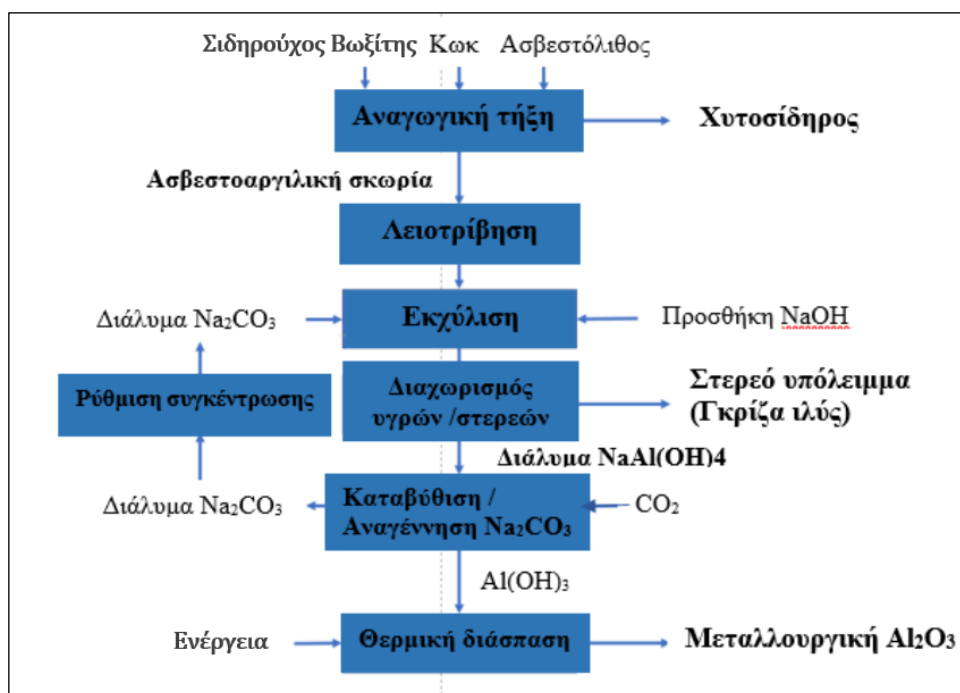 Σιδηρούχος Βωξίτης Κωκ Ασβεστόλιθος
Αναγωγική τήξη
Χυτοσίδηρος
Ασβεστοαργιλική σκωρία
Λειοτρίβηση
Διάλυμα Na₂CO₃
Εκχύλιση
Προσθήκη NaOH
Ρύθμιση συγκέντρωσης
Διαχωρισμός
υγρών /στερεών
Στερεό υπόλειμμα
(Γκρίζα ιλύς)
Διάλυμα NaAl(OH)4
Διάλυμα Na₂CO₃
Καταβύθιση /
Αναγέννηση Na₂CO₃
CO₂
Al(OH)₃
Ενέργεια
Θερμική διάσπαση
Μεταλλουργική Al₂O₃